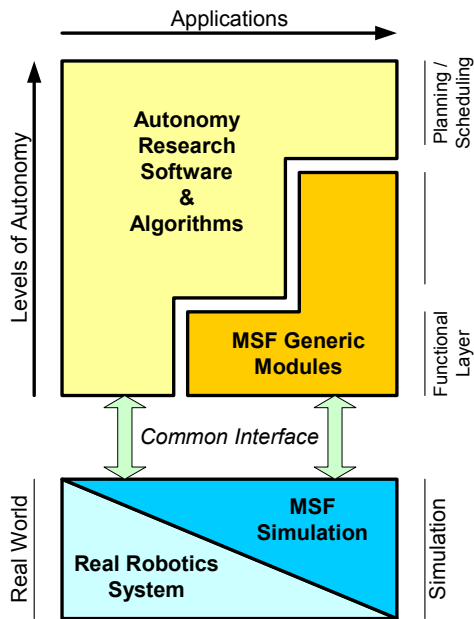 Applications
Levels of Autonomy
Autonomy
Research
Software
&
Algorithms
Planning /
Scheduling
MSF Generic
Modules
Functional
Layer
Common Interface
Real World
MSF
Simulation
Real Robotics
System
Simulation